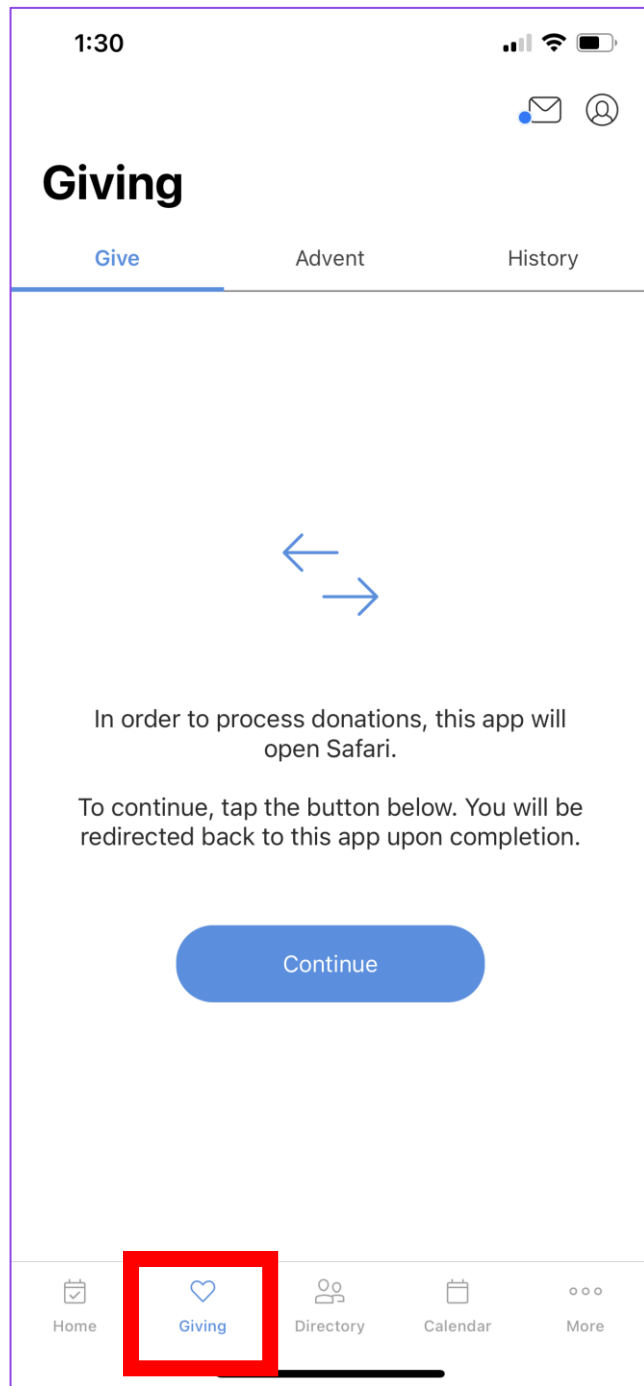 1:30
Giving
Give Advent History
In order to process donations, this app will
open Safari.
To continue, tap the button below. You will be
redirected back to this app upon completion.
Continue
Home Giving Directory Calendar More